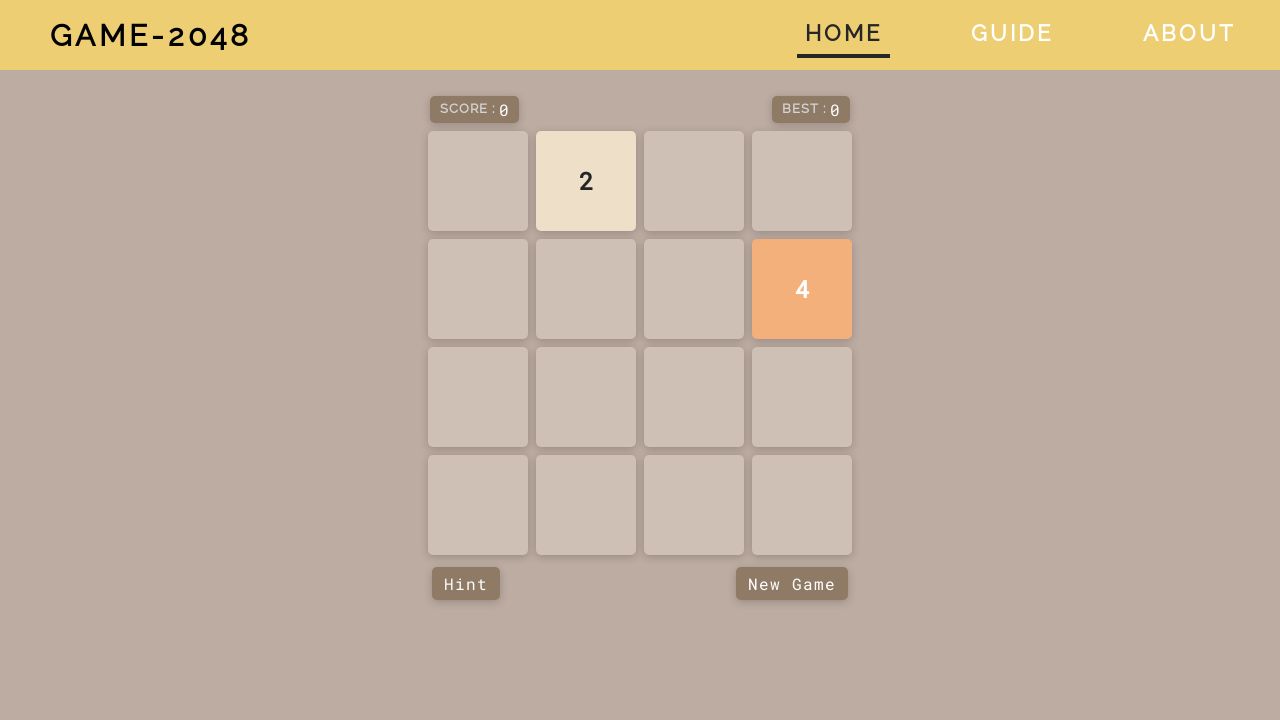 GAME-2048
HOME GUIDE ABOUT
SCORE : 0 BEST : 0
2
4
Hint New Game